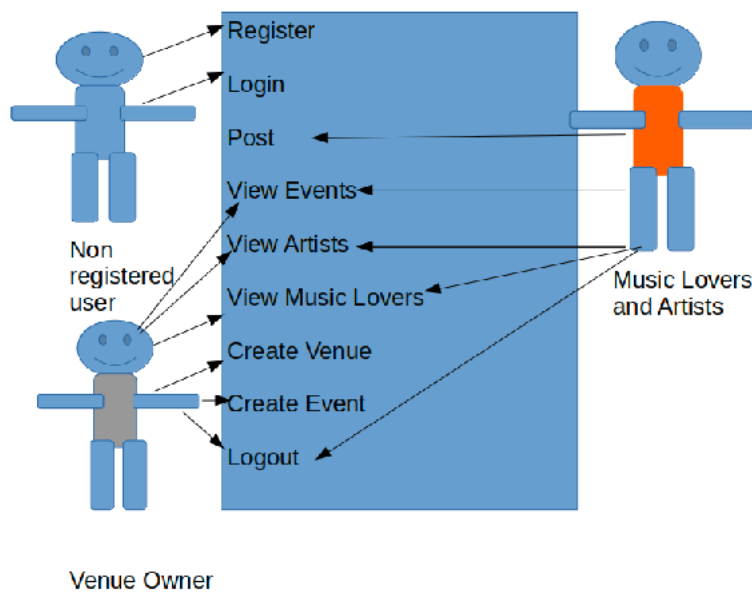 Register
Login
Post
View Events
View Artists
View Music Lovers
Create Venue
Create Event
Logout
Non
registered
user
Music Lovers
and Artists
Venue Owner